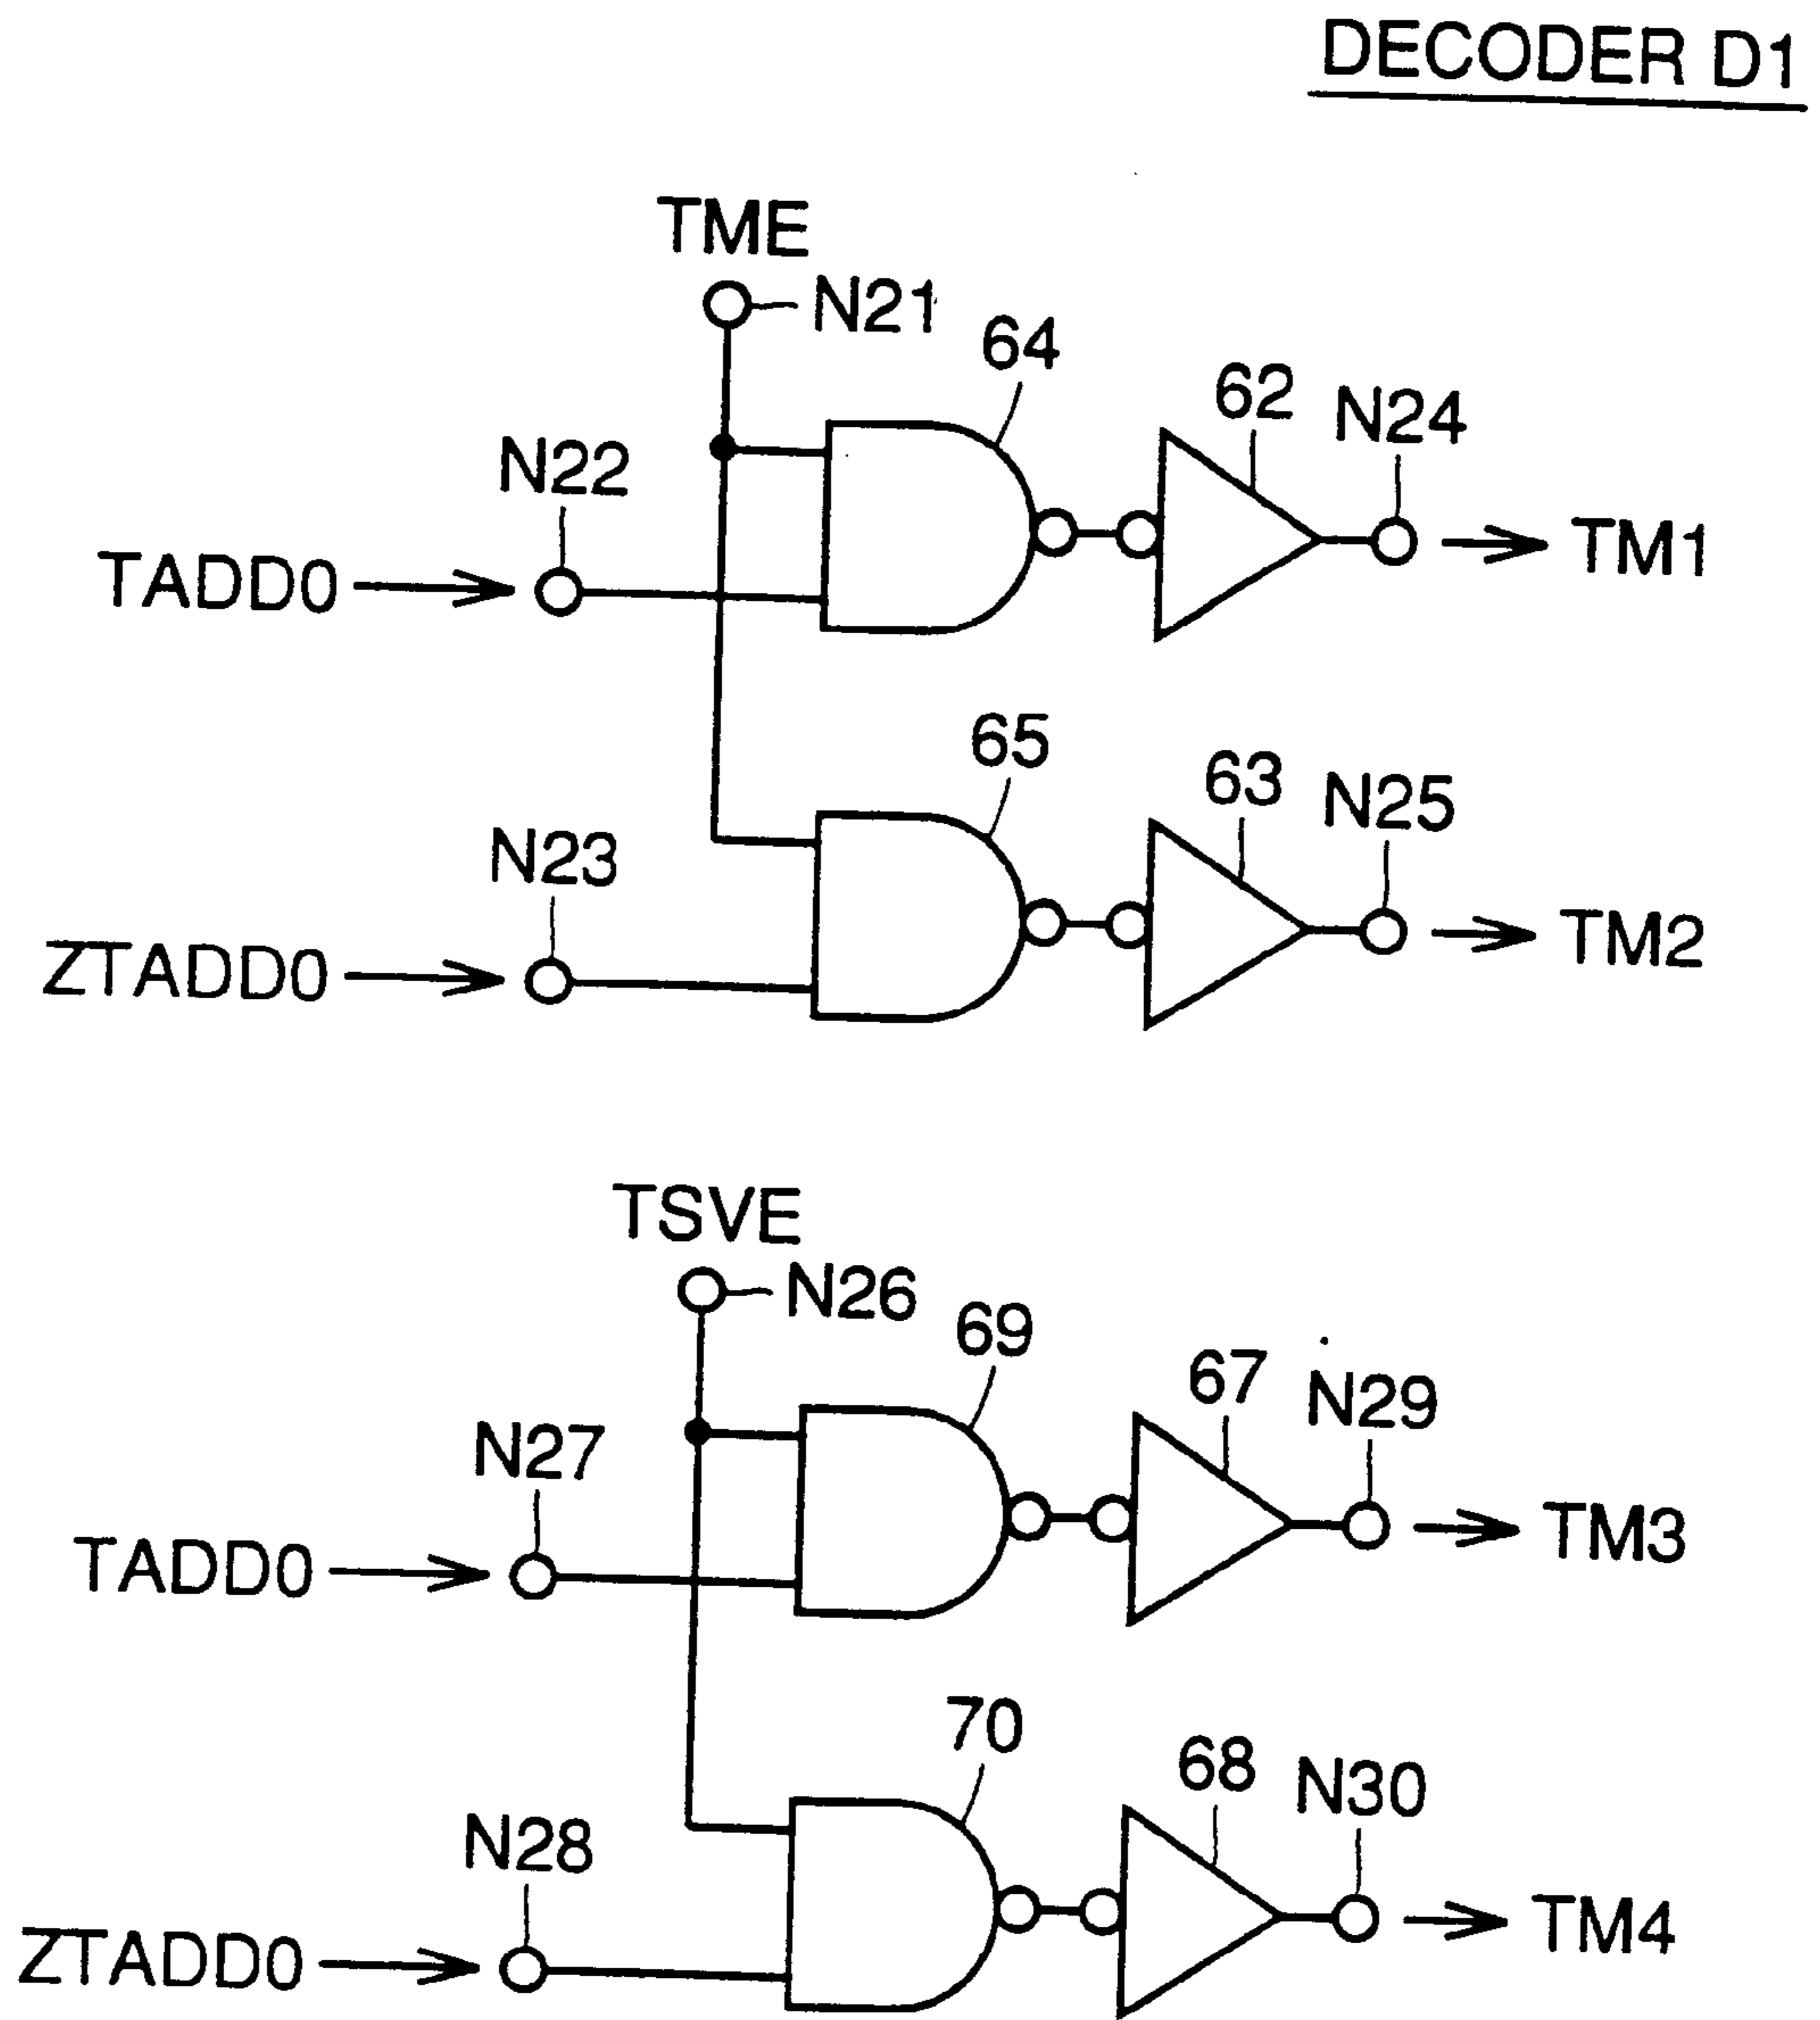 DECODER D1
TME
N21
64
62
N24
N22
TADD0
TM1
65
63
N25
N23
ZTADD0
TM2
TSVE
N26
69
67
N29
N27
TADD0
TM3
70
68
N30
N28
ZTADD0
TM4